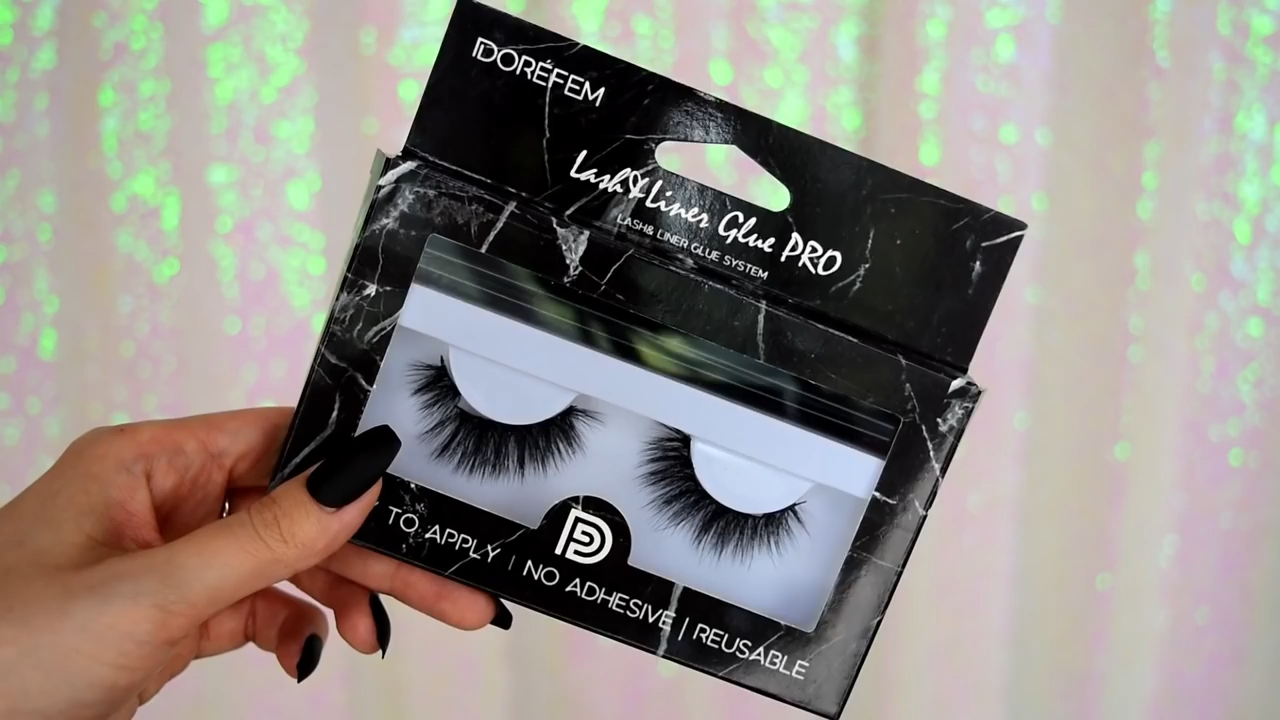 DORÉFEM
Lash&Liner Glue PRO
LASH& LINER GLUE SYSTEM
TO APPLY | NO ADHESIVE | REUSABLE